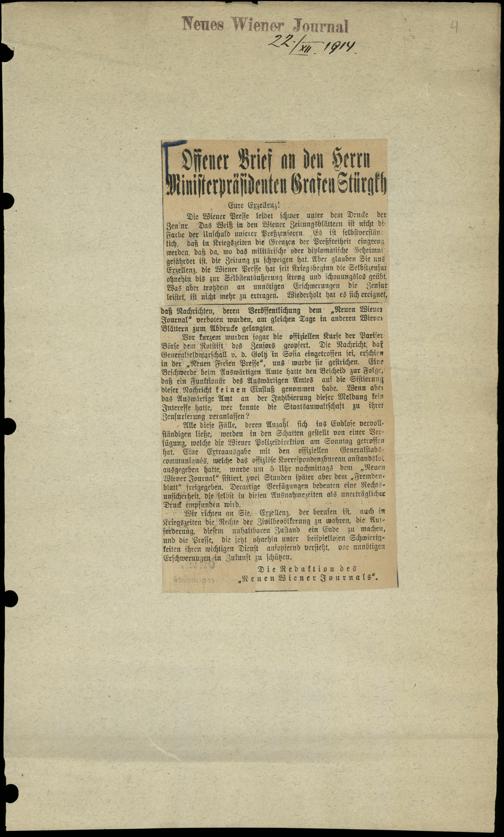 Neues Wiener Journal
4
22./XII. 1914.
Offener Brief an den Herrn
Ministerpräsidenten Grafen Stürgkh
Eure Exzellenz!
Die Wiener Presse leidet schwer unter dem Drucke der
Zensur. Das Weiß in den Wiener Zeitungsblättern ist nicht die
Farbe der Unschuld unserer Preßzensoren. Es ist selbstverständ-
lich, daß in Kriegszeiten die Grenzen der Preßfreiheit eingeengt
werden, daß da, wo das militärische oder diplomatische Geheimnis
gefährdet ist, die Zeitung zu schweigen hat. Aber glauben Sie uns
Exzellenz, die Wiener Presse hat seit Kriegsbeginn die Selbstzensur
ohnehin bis zur Selbstentäußerung streng und schonungslos geübt.
Was aber trotzdem an unnötigen Erschwerungen die Zensur
leistet, ist nicht mehr zu ertragen. Wiederholt hat es sich ereignet,
daß Nachrichten, deren Veröffentlichung dem „Neuen Wiener
Journal" verboten wurden, am gleichen Tage in anderen Wiener
Blättern zum Abdrucke gelangten.
Vor kurzem wurden sogar die offiziellen Kurse der Pariser
Börse dem Rotstift des Zensors geopfert. Die Nachricht, daß
Generalfeldmarschall v. d. Goltz in Sofia eingetroffen sei, erschien
in der „Neuen Freien Presse", uns wurde sie gestrichen. Eine
Beschwerde beim Auswärtigen Amte hatte den Bescheid zur Folge,
daß ein Funktionär des Auswärtigen Amtes auf die Sistierung
dieser Nachricht keinen Einfluß genommen habe. Wenn aber
das Auswärtige Amt an der Inhibierung dieser Meldung kein
Interesse hatte, wer konnte die Staatsanwaltschaft zu ihrer
Zensurierung veranlassen?
Alle diese Fälle, deren Anzahl sich ins Endlose vervoll-
ständigen ließe, werden in den Schatten gestellt von einer Ver-
fügung, welche die Wiener Polizeidirektion am Sonntag getroffen
hat. Eine Extraausgabe mit den offiziellen Generalstabs-
communiqués, welche das offiziöse Korrespondenzbureau anstandslos
ausgegeben hatte, wurde um 5 Uhr nachmittags dem „Neuen
Wiener Journal" sistiert, zwei Stunden später aber dem „Fremden-
blatt" freigegeben. Derartige Verfügungen bedeuten eine Rechts-
unsicherheit, die selbst in diesen Ausnahmezeiten als unerträglicher
Druck empfunden wird.
Wir richten an Sie, Exzellenz, der berufen ist, auch in
Kriegszeiten die Rechte der Zivilbevölkerung zu wahren, die Auf-
forderung, diesem unhaltbaren Zustand ein Ende zu machen,
und die Presse, die jetzt ohnehin unter beispiellosen Schwierig-
keiten ihren wichtigen Dienst aufopfernd versieht, vor unnötigen
Erschwerungen in Zukunft zu schützen.
Die Redaktion des
„Neuen Wiener Journals".